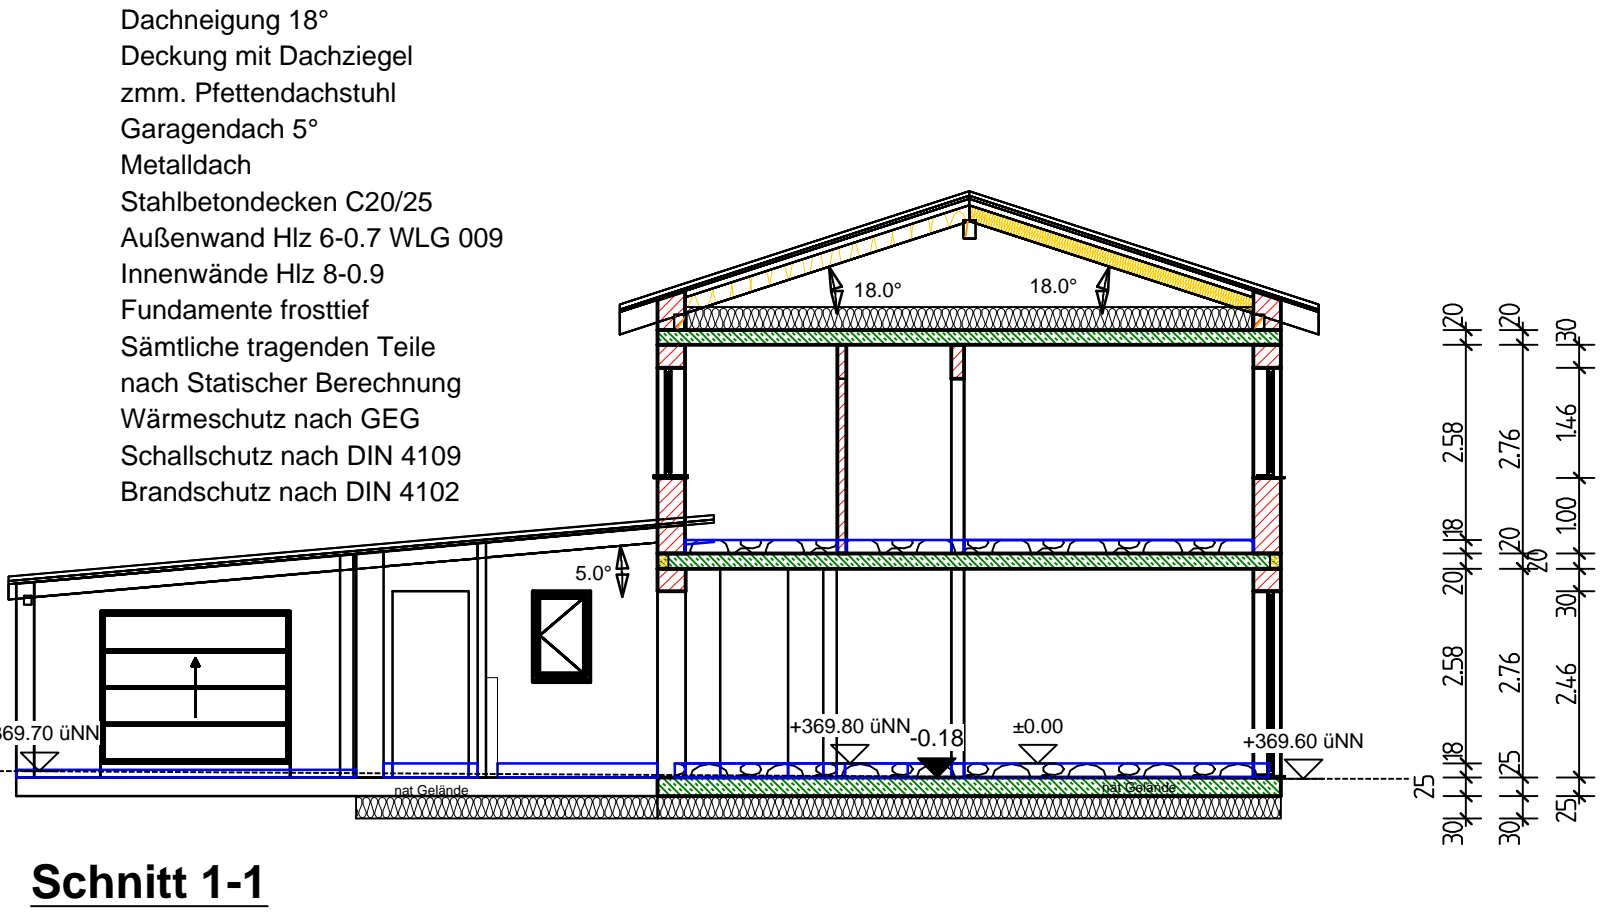 Dachneigung 18°
Deckung mit Dachziegel
zmm. Pfettendachstuhl
Garagendach 5°
Metalldach
Stahlbetondecken C20/25
Außenwand Hlz 6-0.7 WLG 009
Innenwände Hlz 8-0.9
Fundamente frosttief
Sämtliche tragenden Teile
nach Statischer Berechnung
Wärmeschutz nach GEG
Schallschutz nach DIN 4109
Brandschutz nach DIN 4102
18.0° 18.0°
5.0°
369.70 üNN
+369.80 üNN
-0.18
±0.00
+369.60 üNN
nat Gelände
nat Gelände
20
2.58
18
20
2.58
18
25
30
20
2.76
20
20
2.76
25
30
30
1.46
1.00
30
2.46
25
Schnitt 1-1